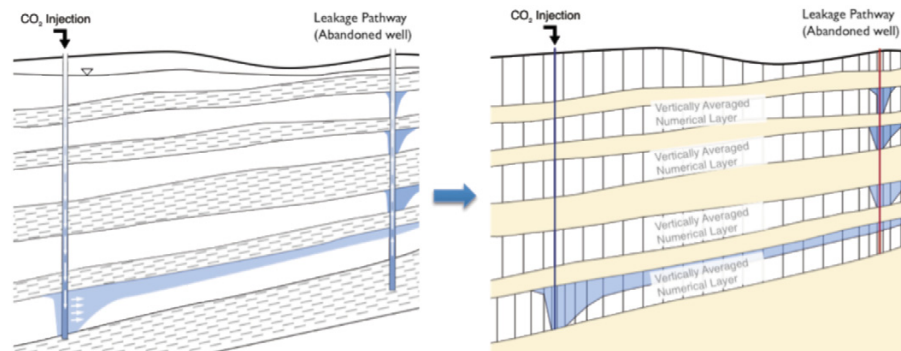 CO₂ Injection
Leakage Pathway
(Abandoned well)
CO₂ Injection
Leakage Pathway
(Abandoned well)
Vertically Averaged
Numerical Layer
Vertically Averaged
Numerical Layer
Vertically Averaged
Numerical Layer
Vertically Averaged
Numerical Layer